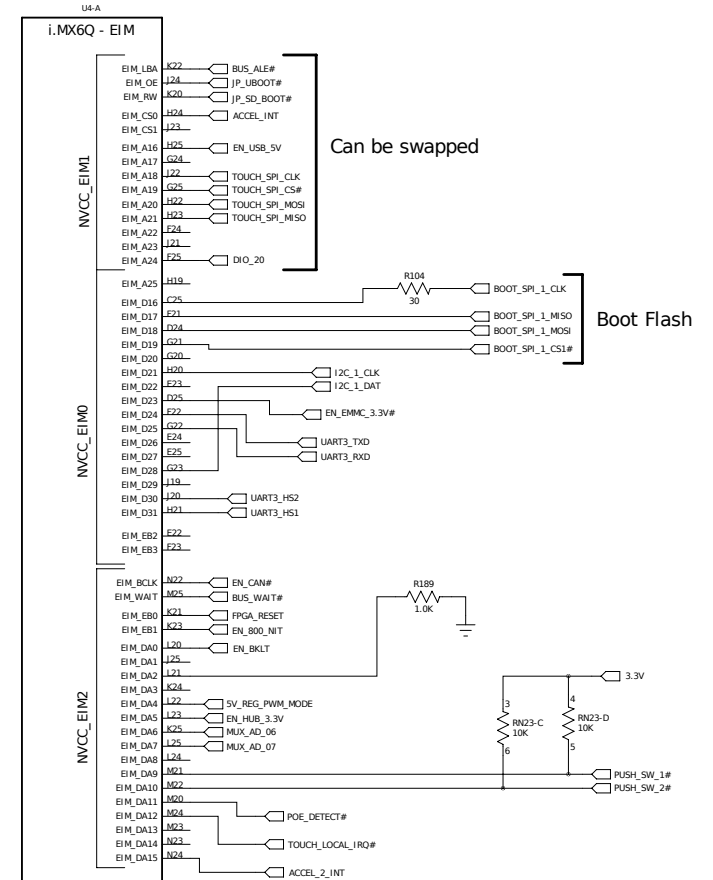 U4-A
i.MX6Q - EIM
NVCC_EIM1
EIM_LBA K22 BUS_ALE#
EIM_OE J24 JP_UBOOT#
EIM_RW K20 JP_SD_BOOT#
EIM_CS0 H24 ACCEL_INT
EIM_CS1 J23
EIM_A16 H25 EN_USB_5V
EIM_A17 G24
EIM_A18 J22 TOUCH_SPI_CLK
EIM_A19 G25 TOUCH_SPI_CS#
EIM_A20 H22 TOUCH_SPI_MOSI
EIM_A21 H23 TOUCH_SPI_MISO
EIM_A22 F24
EIM_A23 J21
EIM_A24 F25 DIO_20
Can be swapped
NVCC_EIM0
EIM_A25 H19
R104
30
EIM_D16 C25 BOOT_SPI_1_CLK
EIM_D17 F21 BOOT_SPI_1_MISO
EIM_D18 D24 BOOT_SPI_1_MOSI
EIM_D19 G21 BOOT_SPI_1_CS1#
Boot Flash
EIM_D20 G20
EIM_D21 H20 I2C_1_CLK
EIM_D22 E23 I2C_1_DAT
EIM_D23 D25 EN_EMMC_3.3V#
EIM_D24 F22
EIM_D25 G22
EIM_D26 E24 UART3_TXD
EIM_D27 E25 UART3_RXD
EIM_D28 G23
EIM_D29 J19
EIM_D30 J20 UART3_HS2
EIM_D31 H21 UART3_HS1
EIM_EB2 E22
EIM_EB3 F23
NVCC_EIM2
EIM_BCLK N22 EN_CAN#
EIM_WAIT M25 BUS_WAIT#
R189
1.0K
EIM_EB0 K21 FPGA_RESET
EIM_EB1 K23 EN_800_NIT
EIM_DA0 L20 EN_BKLT
EIM_DA1 J25
EIM_DA2 L21
3.3V
EIM_DA3 K24
EIM_DA4 L22 5V_REG_PWM_MODE
EIM_DA5 L23 EN_HUB_3.3V
EIM_DA6 K25 MUX_AD_06
EIM_DA7 L25 MUX_AD_07
3
RN23-C
10K
6
4
RN23-D
10K
5
EIM_DA8 L24
EIM_DA9 M21 PUSH_SW_1#
EIM_DA10 M22 PUSH_SW_2#
EIM_DA11 M20 POE_DETECT#
EIM_DA12 M24
EIM_DA13 M23
EIM_DA14 N23 TOUCH_LOCAL_IRQ#
EIM_DA15 N24 ACCEL_2_INT